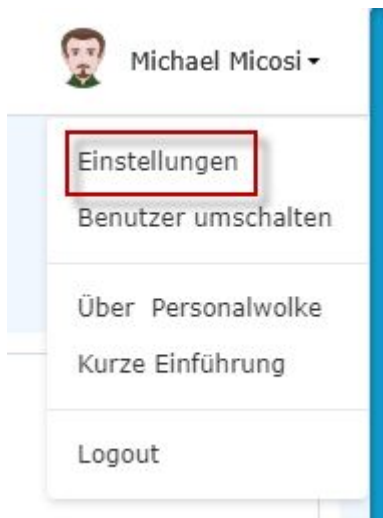 Michael Micosi
Einstellungen
Benutzer umschalten
Über Personalwolke
Kurze Einführung
Logout